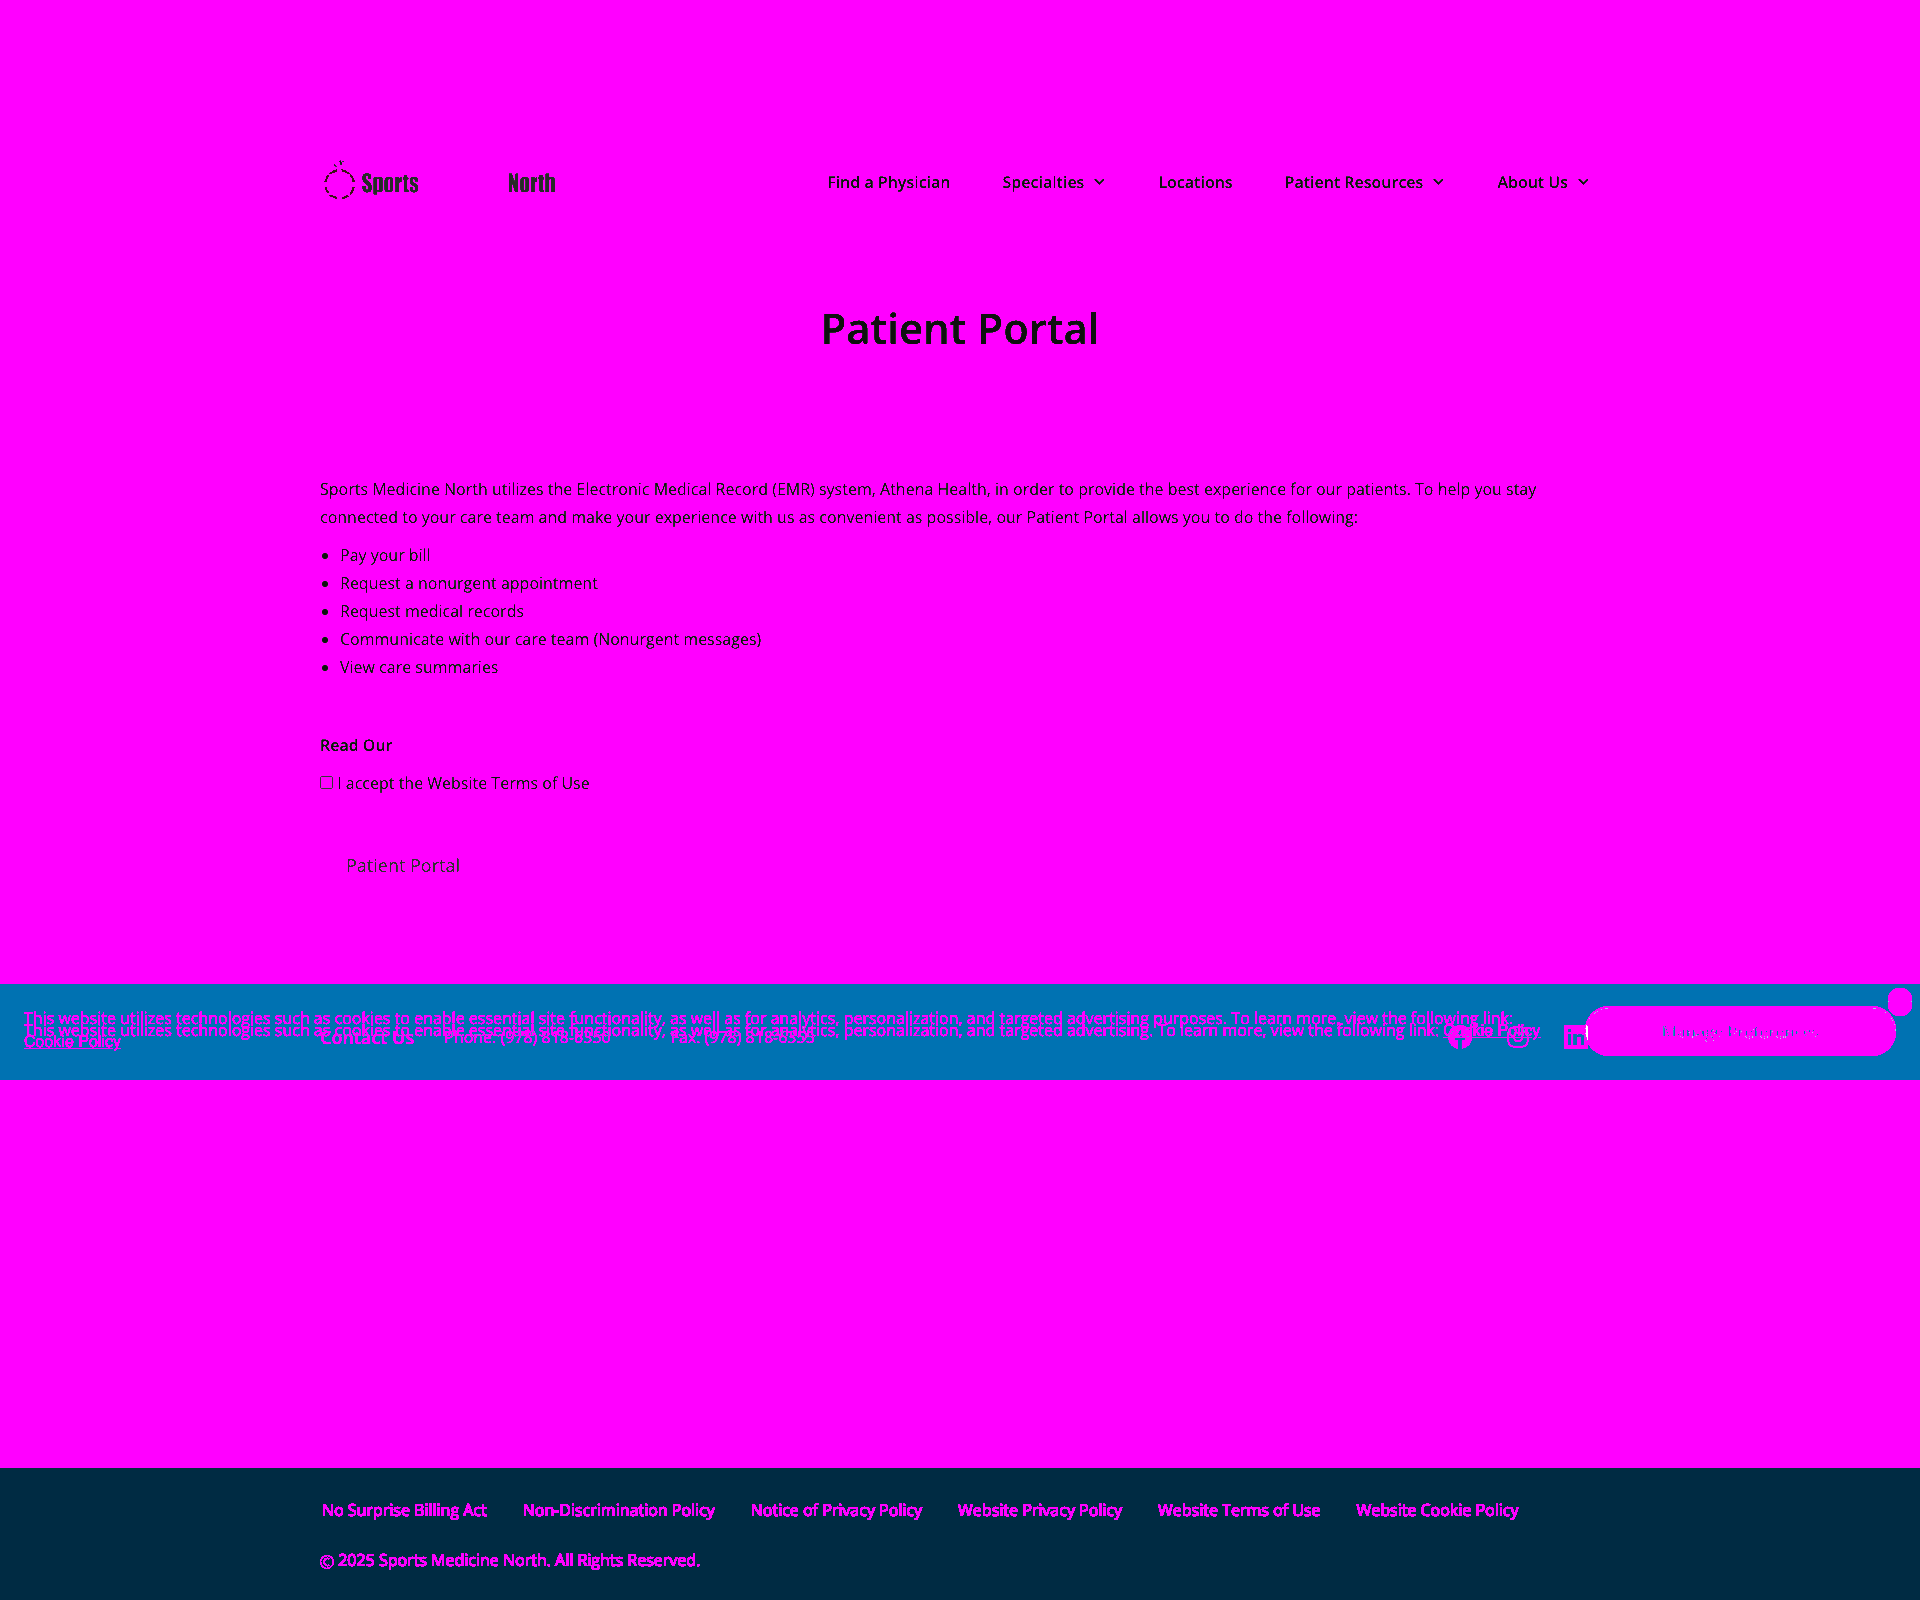 Sports North
Find a Physician
Specialties
Locations
Patient Resources
About Us
Patient Portal
Sports Medicine North utilizes the Electronic Medical Record (EMR) system, Athena Health, in order to provide the best experience for our patients. To help you stay
connected to your care team and make your experience with us as convenient as possible, our Patient Portal allows you to do the following:
Pay your bill
Request a nonurgent appointment
Request medical records
Communicate with our care team (Nonurgent messages)
View care summaries
Read Our
I accept the Website Terms of Use
Patient Portal
This website utilizes technologies such as cookies to enable essential site functionality, as well as for analytics, personalization, and targeted advertising purposes. To learn more, view the following link:
This website utilizes technologies such as cookies to enable essential site functionality, as well as for analytics, personalization, and targeted advertising. To learn more, view the following link: Cookie Policy
Cookie Policy
Contact Us
Phone: (978) 818-6350
Fax: (978) 818-6355
No Surprise Billing Act
Non-Discrimination Policy
Notice of Privacy Policy
Website Privacy Policy
Website Terms of Use
Website Cookie Policy
© 2025 Sports Medicine North. All Rights Reserved.